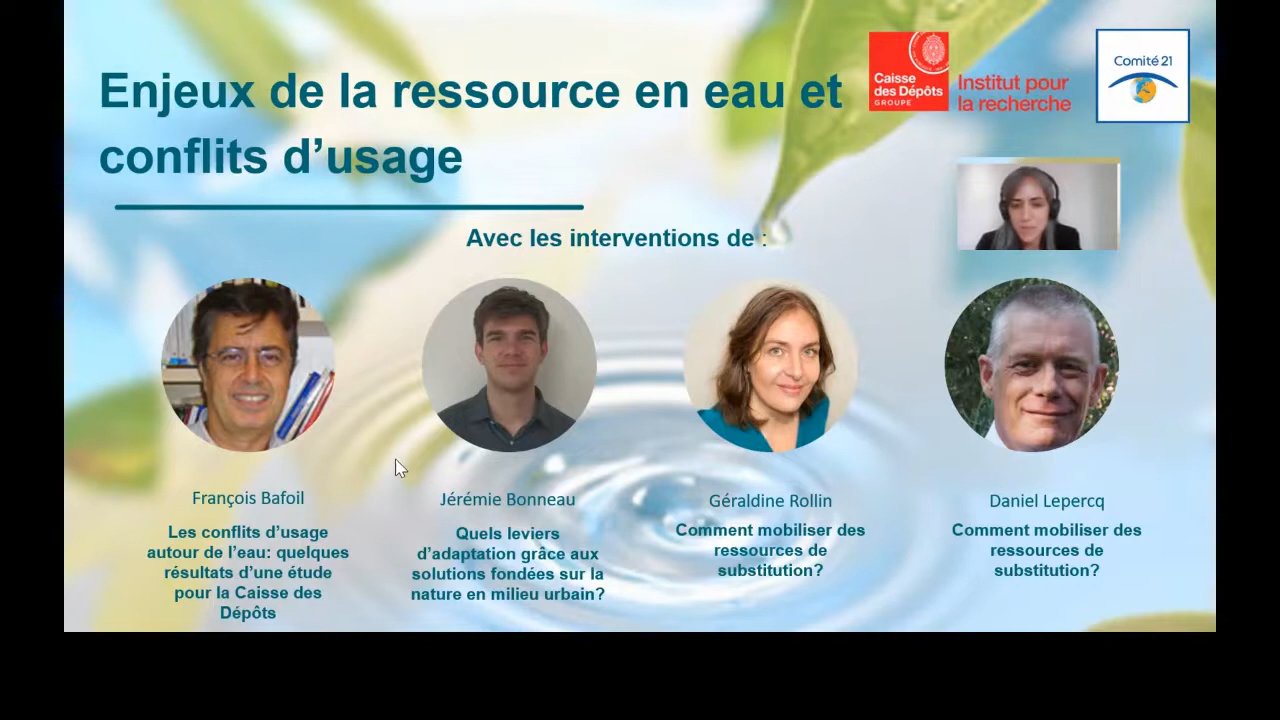 Enjeux de la ressource en eau et
conflits d’usage
Caisse
des Dépôts
GROUPE
Institut pour
la recherche
Comité 21
Avec les interventions de :
François Bafoil
Les conflits d’usage
autour de l’eau: quelques
résultats d’une étude
pour la Caisse des
Dépôts
Jérémie Bonneau
Quels leviers
d’adaptation grâce aux
solutions fondées sur la
nature en milieu urbain?
Géraldine Rollin
Comment mobiliser des
ressources de
substitution?
Daniel Lepercq
Comment mobiliser des
ressources de
substitution?